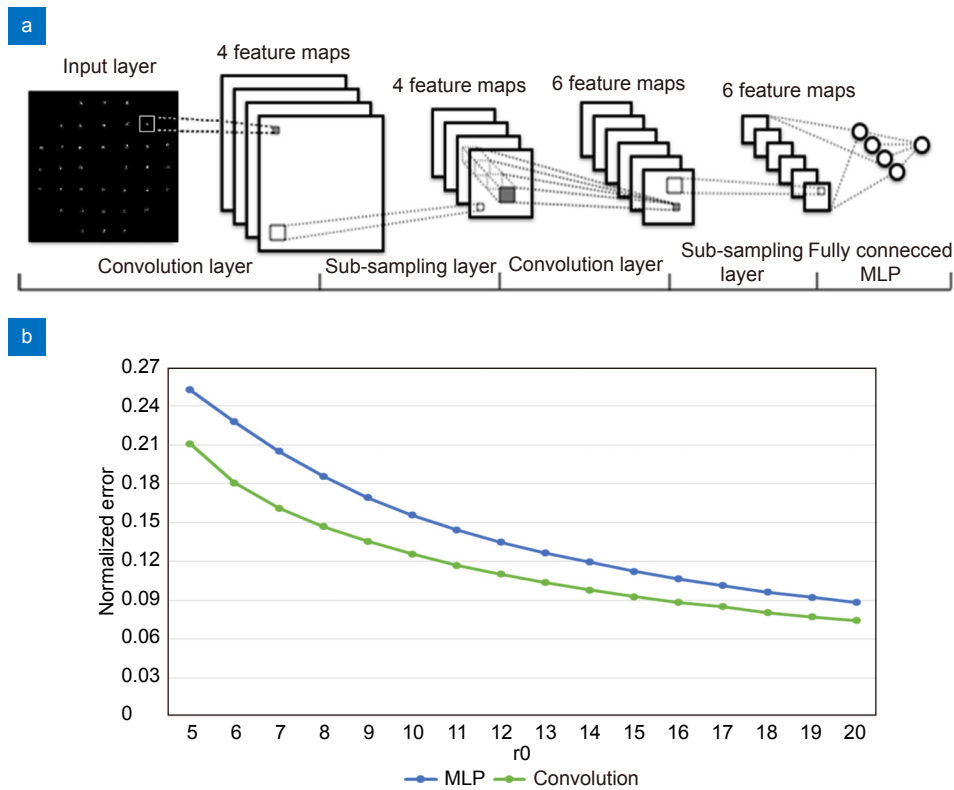 a
Input layer
4 feature maps
4 feature maps
6 feature maps
6 feature maps
Convolution layer
Sub-sampling layer
Convolution layer
Sub-sampling
layer
Fully connecced
MLP
b
Normalized error
0.27
0.24
0.21
0.18
0.15
0.12
0.09
0.06
0.03
0
5 6 7 8 9 10 11 12 13 14 15 16 17 18 19 20
r0
MLP Convolution